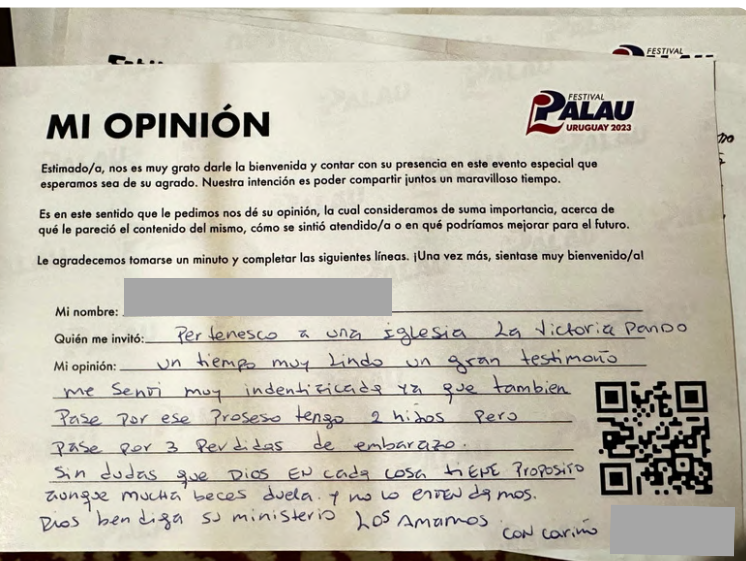 FESTIVAL
PALAU
MI OPINIÓN
FESTIVAL
PALAU
URUGUAY 2023
Estimado/a, nos es muy grato darle la bienvenida y contar con su presencia en este evento especial que
esperamos sea de su agrado. Nuestra intención es poder compartir juntos un maravilloso tiempo.
Es en este sentido que le pedimos nos dé su opinión, la cual consideramos de suma importancia, acerca de
qué le pareció el contenido del mismo, cómo se sintió atendido/a o en qué podríamos mejorar para el futuro.
Le agradecemos tomarse un minuto y completar las siguientes líneas. ¡Una vez más, sientase muy bienvenido/a!
Mi nombre:
Quién me invitó: Pertenesco a una iglesia La Victoria Pando
Mi opinión: un tiempo muy Lindo un gran testimonio
me senti muy indentificada ya que tambien
Pase por ese Proseso tengo 2 hijos pero
pase por 3 Perdidas de embarazo.
Sin dudas que DIOS EN cada cosa tiENE Proposito
aunque mucha beces duela. y no lo entendamos.
Dios bendiga su ministerio Los Amamos con cariño